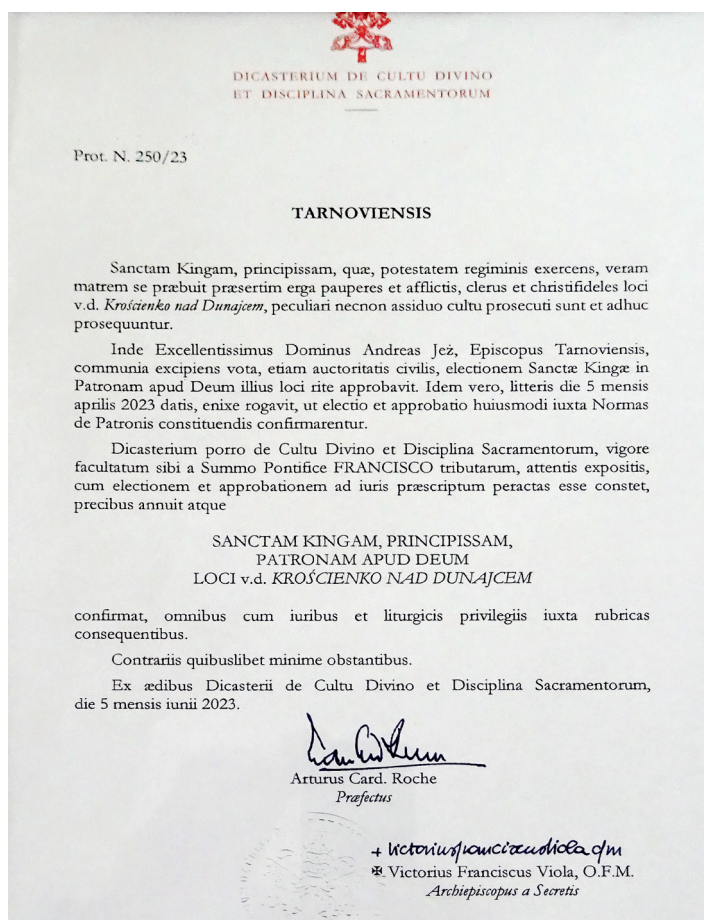 DICASTERIUM DE CULTU DIVINO
ET DISCIPLINA SACRAMENTORUM
Prot. N. 250/23
TARNOVIENSIS
Sanctam Kingam, principissam, quæ, potestatem regiminis exercens, veram
matrem se præbuit præsertim erga pauperes et afflictis, clerus et christifideles loci
v.d. Krościenko nad Dunajcem, peculiari necnon assiduo cultu prosecuti sunt et adhuc
prosequuntur.
Inde Excellentissimus Dominus Andreas Jeż, Episcopus Tarnoviensis,
communia excipiens vota, etiam auctoritatis civilis, electionem Sanctæ Kingæ in
Patronam apud Deum illius loci rite approbavit. Idem vero, litteris die 5 mensis
aprilis 2023 datis, enixe rogavit, ut electio et approbatio huiusmodi iuxta Normas
de Patronis constituendis confirmarentur.
Dicasterium porro de Cultu Divino et Disciplina Sacramentorum, vigore
facultatum sibi a Summo Pontifice FRANCISCO tributarum, attentis expositis,
cum electionem et approbationem ad iuris præscriptum peractas esse constet,
precibus annuit atque
SANCTAM KINGAM, PRINCIPISSAM,
PATRONAM APUD DEUM
LOCI v.d. KROŚCIENKO NAD DUNAJCEM
confirmat, omnibus cum iuribus et liturgicis privilegiis iuxta rubricas
consequentibus.
Contrariis quibuslibet minime obstantibus.
Ex ædibus Dicasterii de Cultu Divino et Disciplina Sacramentorum,
die 5 mensis iunii 2023.
Arturus Card. Roche
Præfectus
✠ Victorius Franciscus Viola, O.F.M.
Archiepiscopus a Secretis